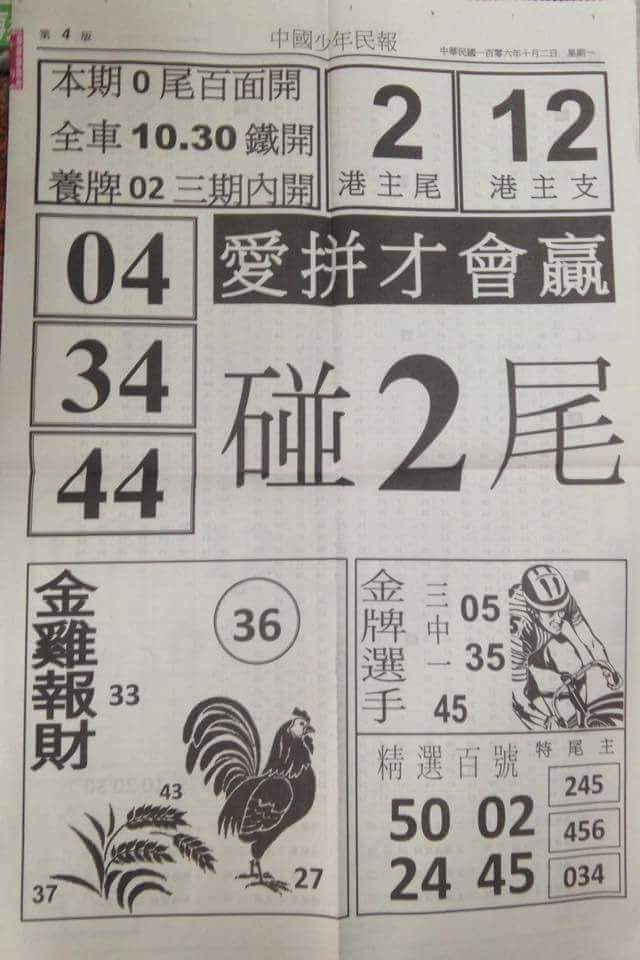 第 4 版
中國少年民報
中華民國一百零六年十月二日 星期一
本期 0 尾百面開
全車 10.30 鐵開
養牌 02 三期內開
2
港主尾
12
港主支
04
34
44
愛拼才會贏
碰2尾
金雞報財
36
33
43
37
27
金牌選手
三中一
05
35
45
精選百號
50 02
24 45
特尾主
245
456
034